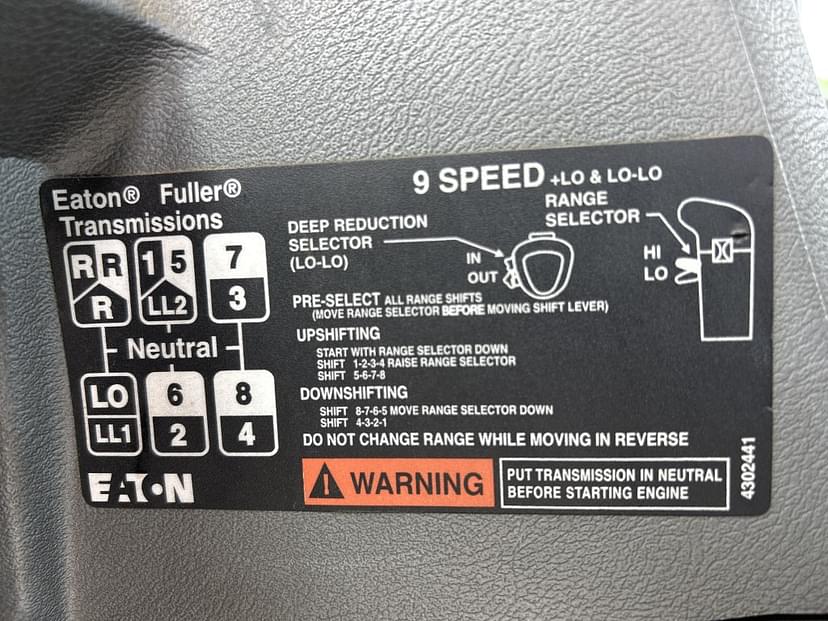 Eaton® Fuller®
Transmissions
9 SPEED +LO & LO-LO
R R
R
1 5
LL2
7
3
Neutral
LO
LL1
6
2
8
4
EATON
DEEP REDUCTION
SELECTOR
(LO-LO)
IN
OUT
RANGE
SELECTOR
HI
LO
PRE-SELECT ALL RANGE SHIFTS
(MOVE RANGE SELECTOR BEFORE MOVING SHIFT LEVER)
UPSHIFTING
START WITH RANGE SELECTOR DOWN
SHIFT 1-2-3-4 RAISE RANGE SELECTOR
SHIFT 5-6-7-8
DOWNSHIFTING
SHIFT 8-7-6-5 MOVE RANGE SELECTOR DOWN
SHIFT 4-3-2-1
DO NOT CHANGE RANGE WHILE MOVING IN REVERSE
! WARNING
PUT TRANSMISSION IN NEUTRAL
BEFORE STARTING ENGINE
4302441